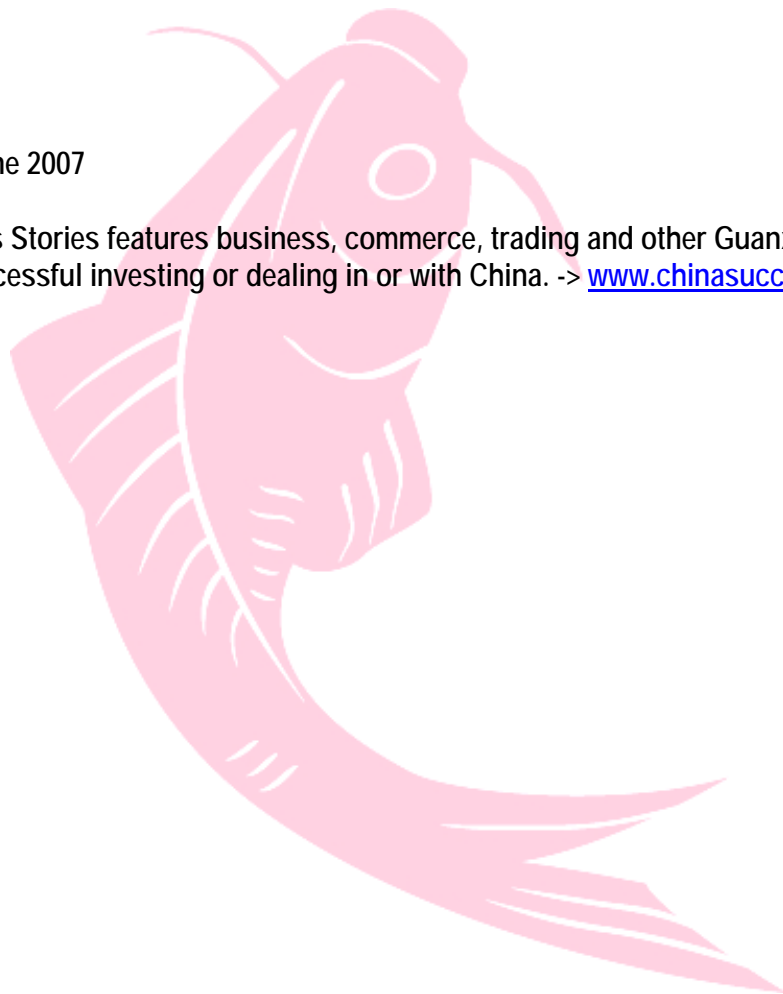 ne 2007
s Stories features business, commerce, trading and other Guan
cessful investing or dealing in or with China. -> www.chinasucc